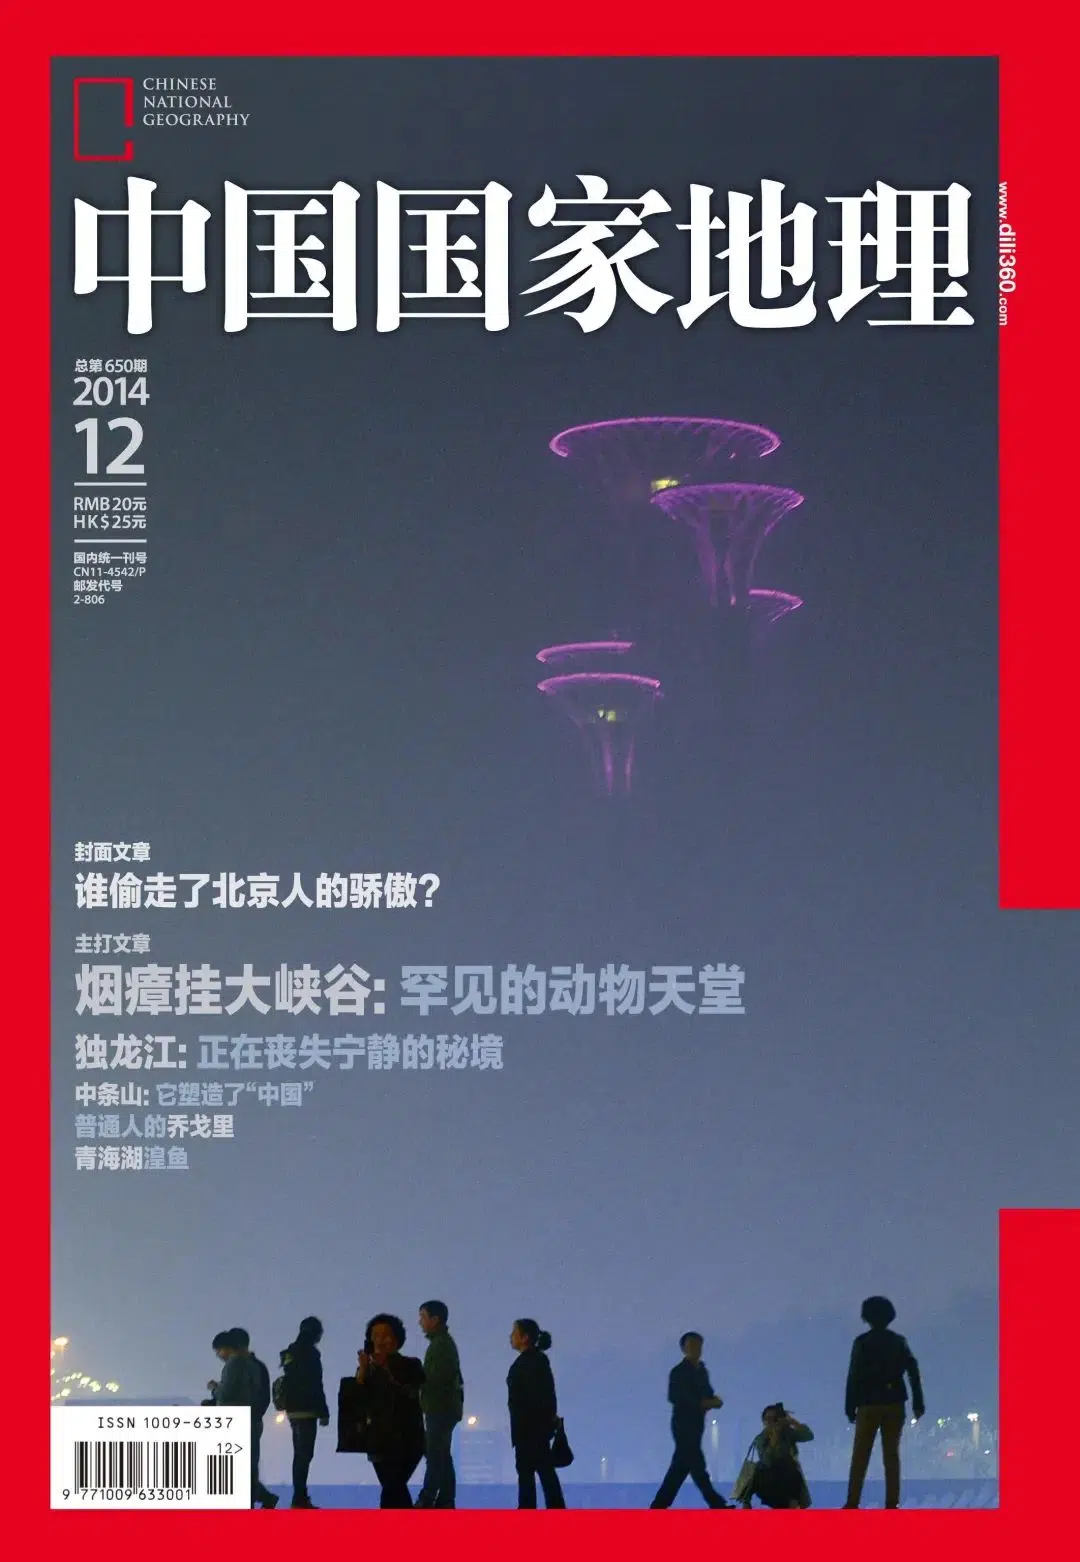 CHINESE
NATIONAL
GEOGRAPHY
中国国家地理
www.dili360.com
总第650期
2014
12
RMB20元
HK$25元
国内统一刊号
CN11-4542/P
邮发代号
2-806
封面文章
谁偷走了北京人的骄傲?
主打文章
烟瘴挂大峡谷: 罕见的动物天堂
独龙江: 正在丧失宁静的秘境
中条山: 它塑造了“中国”
普通人的乔戈里
青海湖湟鱼
ISSN 1009-6337
12>
9 771009 633001